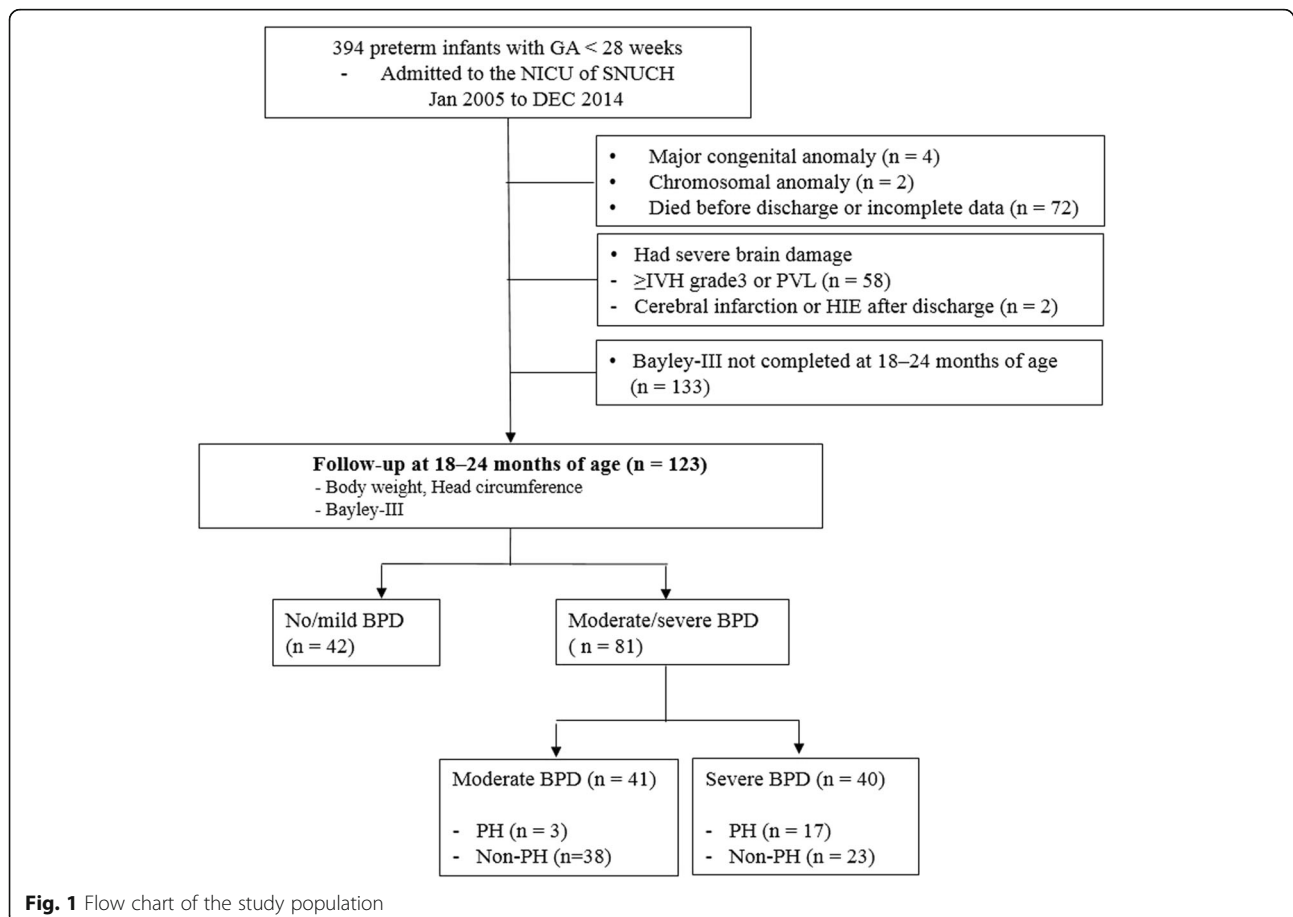 394 preterm infants with GA < 28 weeks
- Admitted to the NICU of SNUCH
Jan 2005 to DEC 2014
• Major congenital anomaly (n = 4)
• Chromosomal anomaly (n = 2)
• Died before discharge or incomplete data (n = 72)
• Had severe brain damage
- ≥IVH grade3 or PVL (n = 58)
- Cerebral infarction or HIE after discharge (n = 2)
• Bayley-III not completed at 18–24 months of age
(n = 133)
Follow-up at 18–24 months of age (n = 123)
- Body weight, Head circumference
- Bayley-III
No/mild BPD
(n = 42)
Moderate/severe BPD
( n = 81)
Moderate BPD (n = 41)
- PH (n = 3)
- Non-PH (n=38)
Severe BPD (n = 40)
- PH (n = 17)
- Non-PH (n = 23)
Fig. 1 Flow chart of the study population